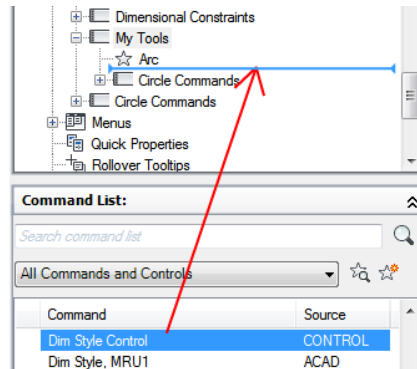 Dimensional Constraints
My Tools
Arc
Circle Commands
Circle Commands
Menus
Quick Properties
Rollover Tooltips
Command List:
Search command list
All Commands and Controls
Command Source
Dim Style Control CONTROL
Dim Style, MRU1 ACAD